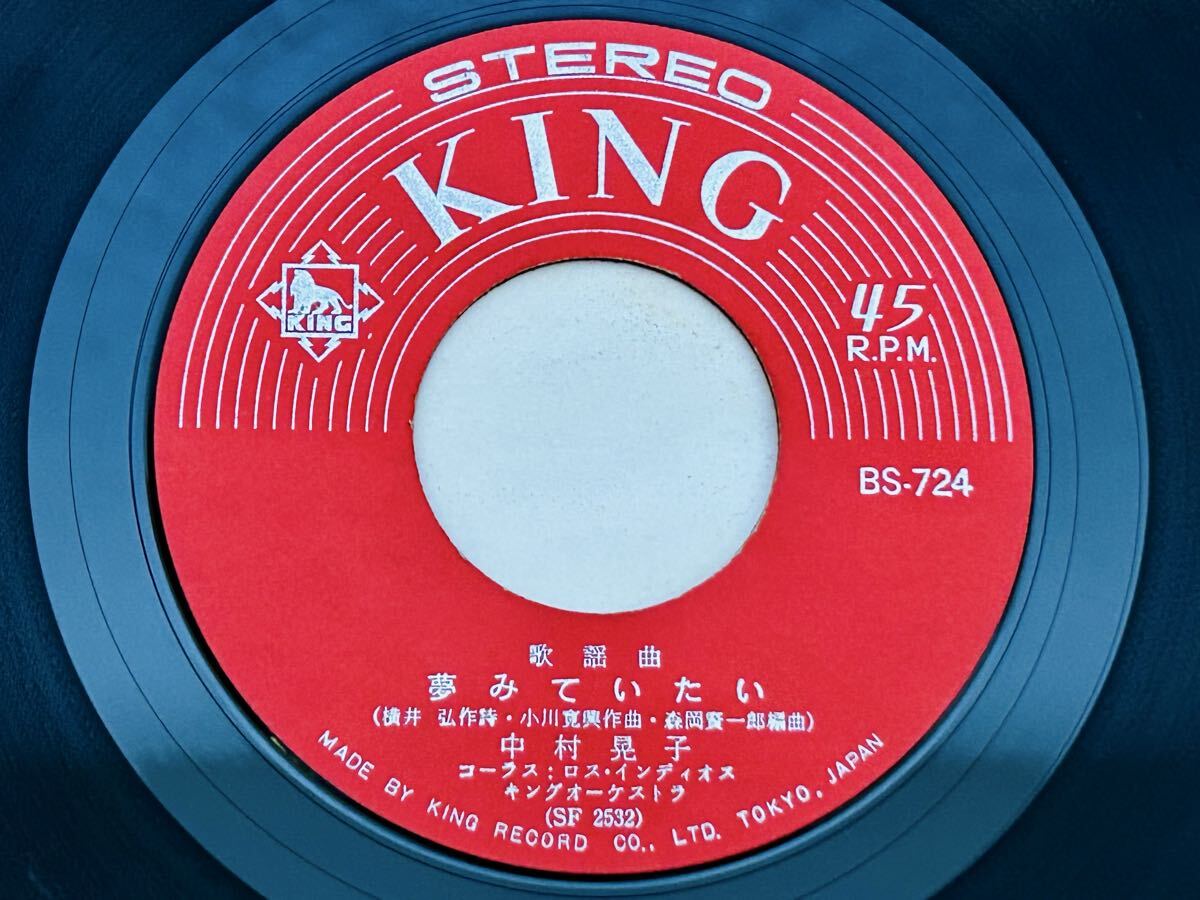 STEREO
KING
KING
45
R.P.M.
BS-724
歌謡曲
夢みていたい
(横井 弘作詩・小川寛興作曲・森岡賢一郎編曲)
中村晃子
コーラス:ロス・インディオス
キングオーケストラ
(SF 2532)
MADE BY KING RECORD CO., LTD. TOKYO, JAPAN